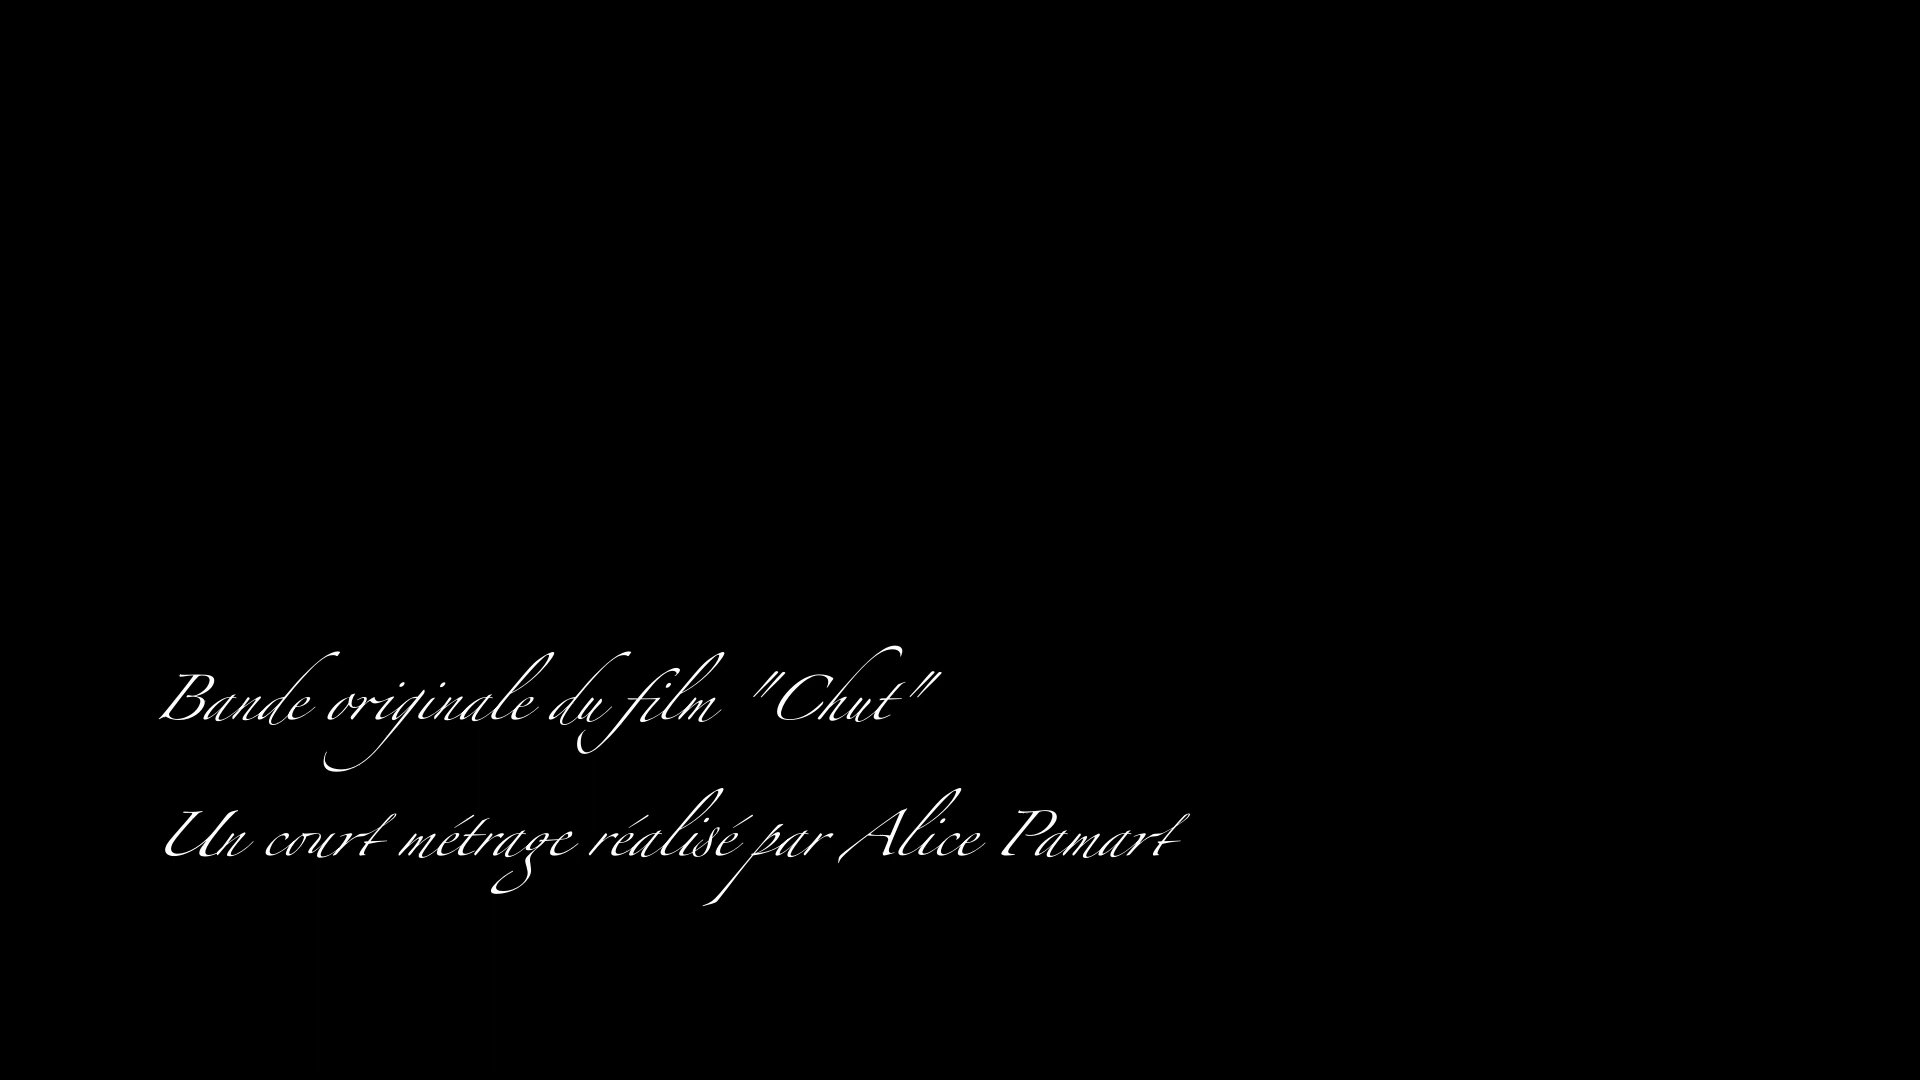 Bande originale du film "Chut"
Un court métrage réalisé par Alice Pamart